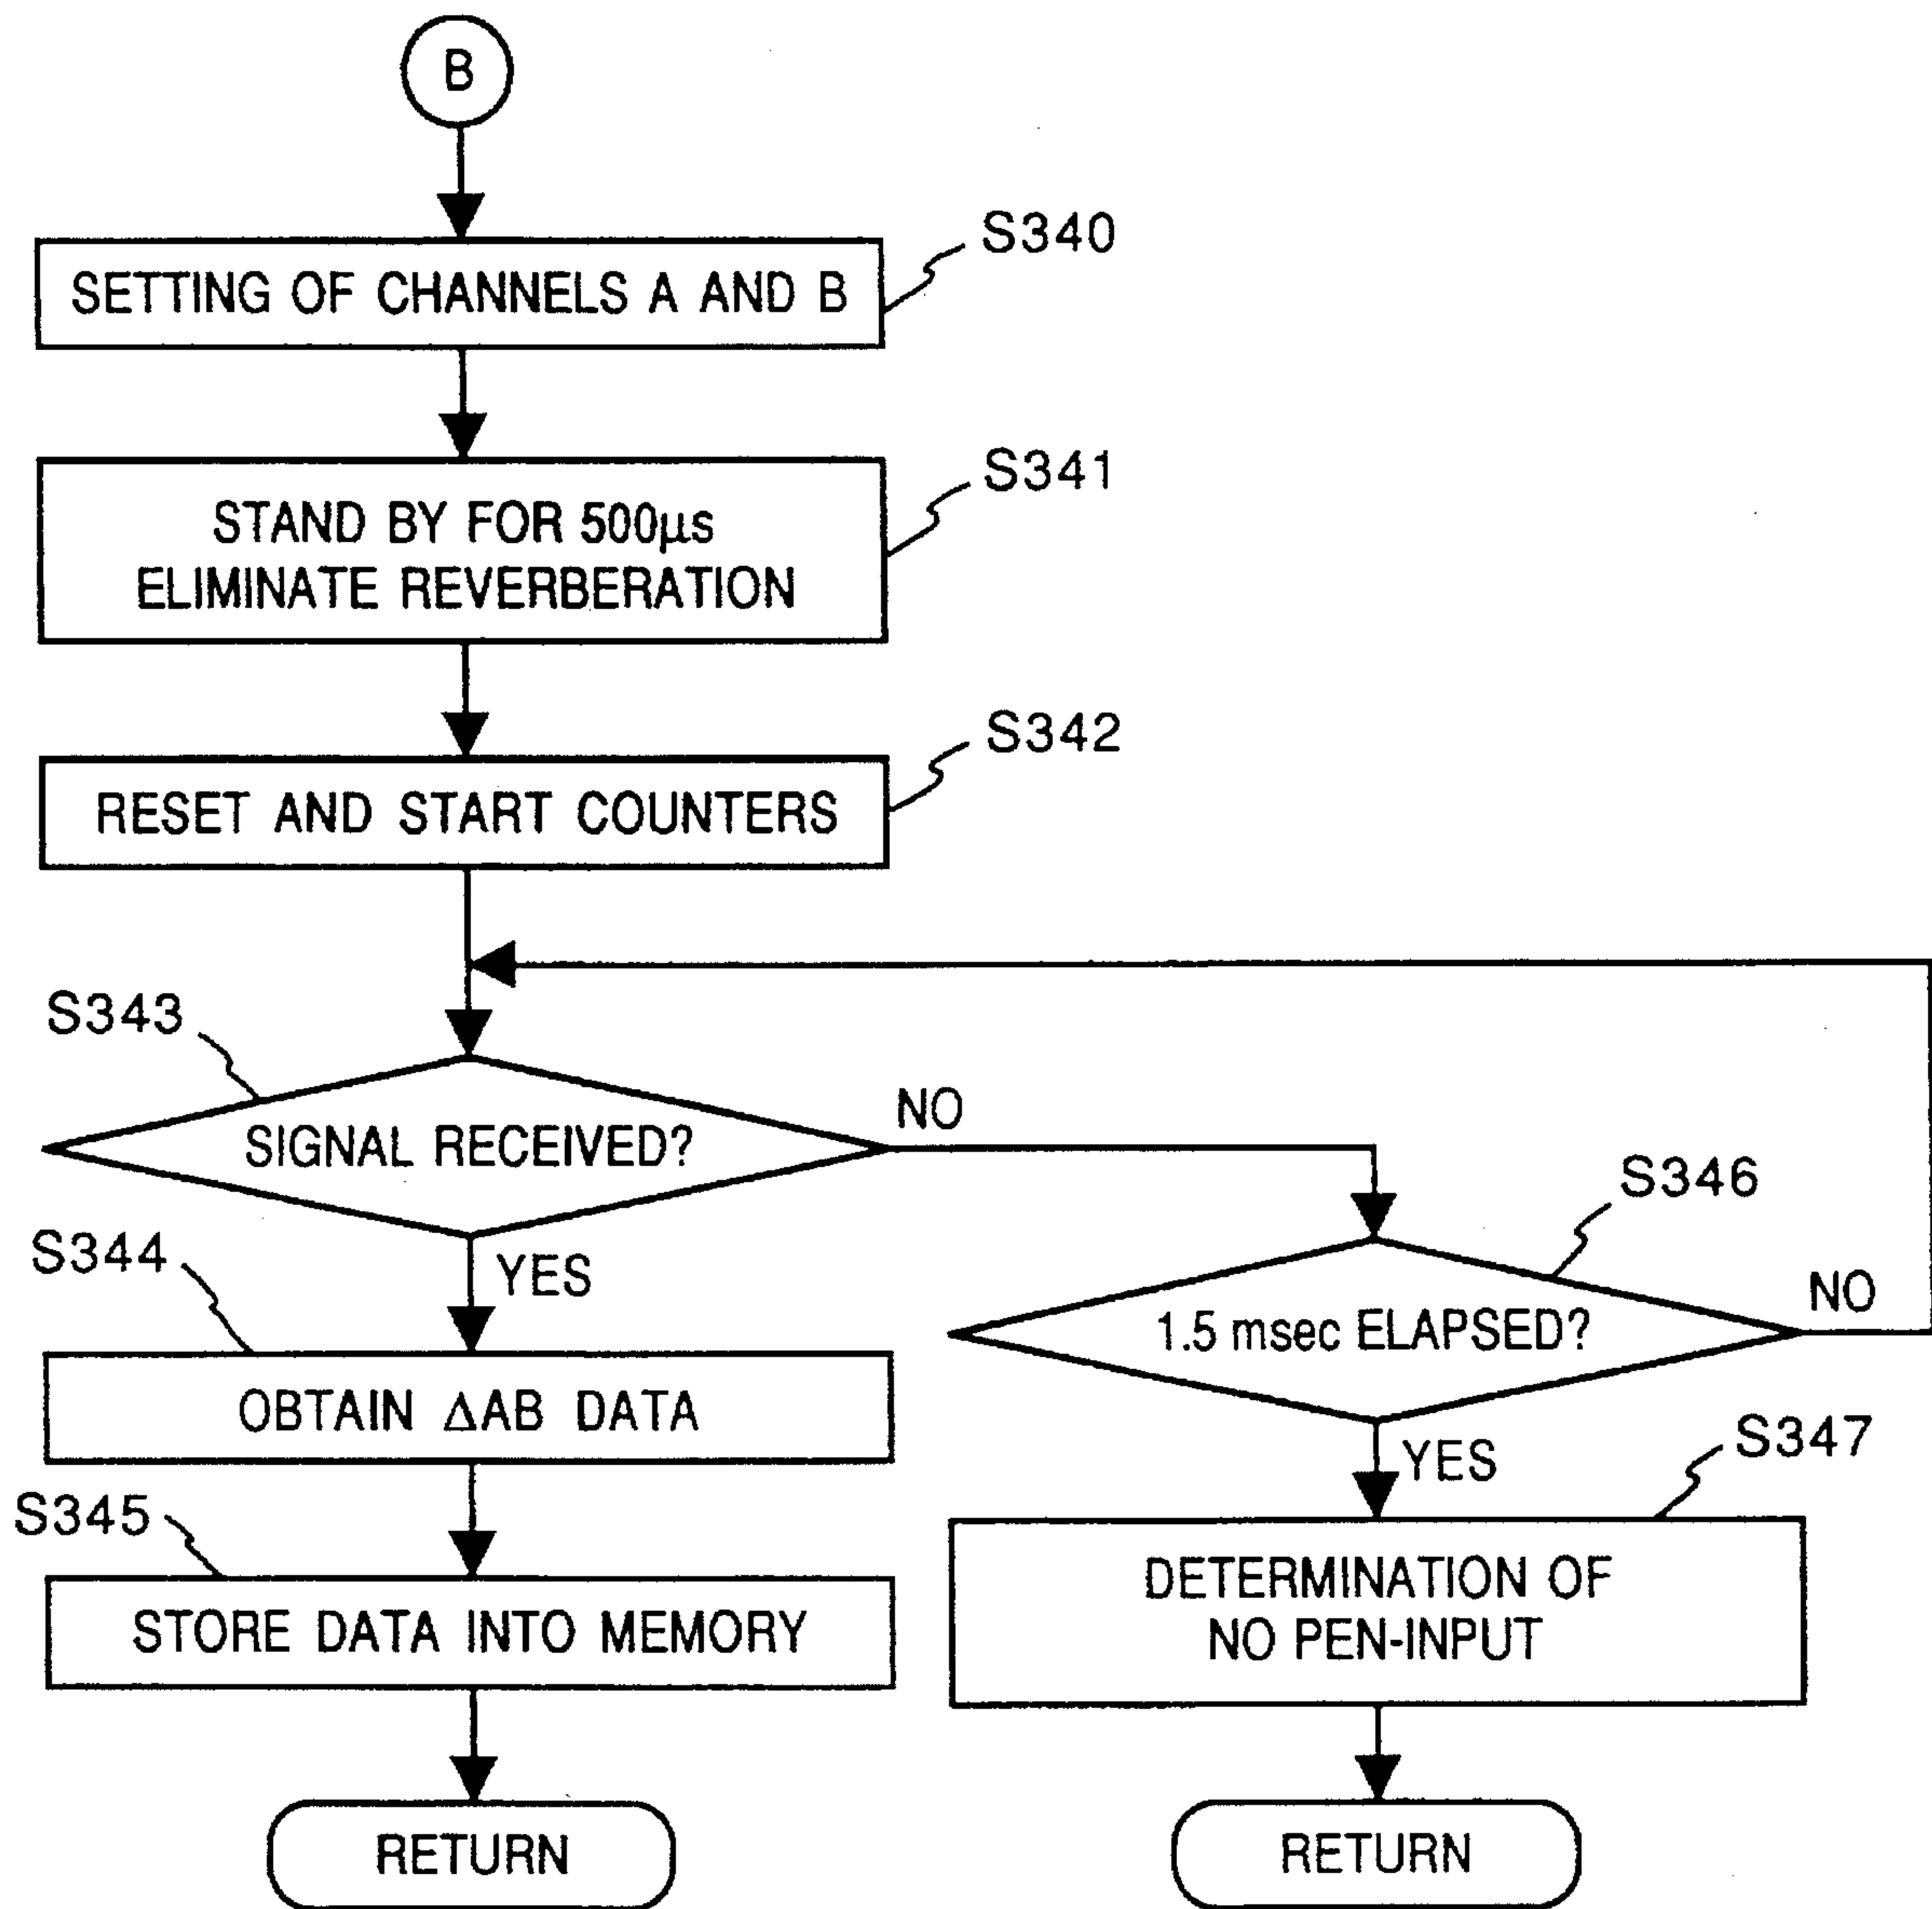 B
S340
SETTING OF CHANNELS A AND B
S341
STAND BY FOR 500μs
ELIMINATE REVERBERATION
S342
RESET AND START COUNTERS
S343
SIGNAL RECEIVED?
NO
YES
S346
1.5 msec ELAPSED?
NO
YES
S344
OBTAIN ΔAB DATA
S345
STORE DATA INTO MEMORY
RETURN
S347
DETERMINATION OF
NO PEN-INPUT
RETURN